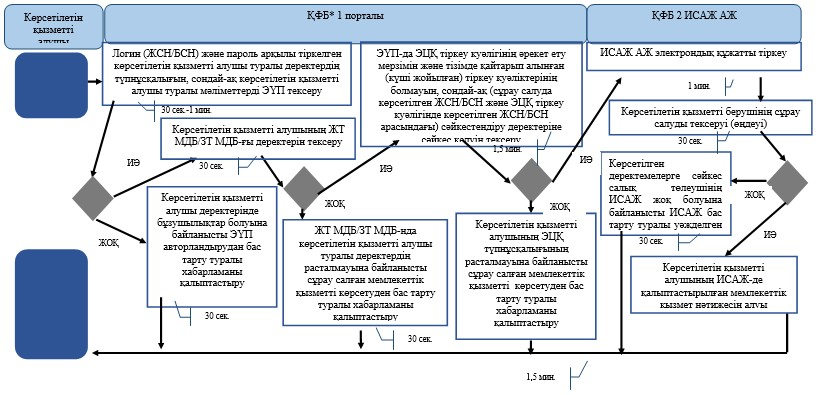 Көрсетілетін
қызметті
алушы
ҚФБ* 1 порталы
ҚФБ 2 ИСАЖ АЖ
Логин (ЖСН/БСН) және пароль арқылы тіркелген
көрсетілетін қызметті алушы туралы деректердің
түпнұсқалығын, сондай-ақ көрсетілетін қызметті
алушы туралы мәліметтерді ЭҮП тексеру
30 сек.-1 мин.
Көрсетілетін қызметті алушының ЖТ
МДБ/ЗТ МДБ-ғы деректерін тексеру
30 сек.
ИӘ
ЭҮП-да ЭЦҚ тіркеу куәлігінің әрекет ету
мерзімін және тізімде қайтарып алынған
(күші жойылған) тіркеу куәліктерінің
болмауын, сондай-ақ (сұрау салуда
көрсетілген ЖСН/БСН және ЭЦҚ тіркеу
куәлігінде көрсетілген ЖСН/БСН
арасындағы) сәйкестендіру деректеріне
сәйкес келуін тексеру
1,5 мин.
ИӘ
ИӘ
ИСАЖ АЖ электрондық құжатты тіркеу
1 мин.
Көрсетілетін қызметті берушінің сұрау
салуды тексеруі (өңдеуі)
30 сек.
Көрсетілген
деректемелерге сәйкес
салық төлеушінің
ИСАЖ жоқ болуына
байланысты ИСАЖ бас
тарту туралы уәжделген
30 сек.
ЖОҚ
ИӘ
Көрсетілетін қызметті
алушының ИСАЖ-де
қалыптастырылған мемлекеттік
қызмет нәтижесін алуы
ЖОҚ
Көрсетілетін қызметті
алушы деректерінде
бұзушылықтар болуына
байланысты ЭҮП
авторландырудан бас
тарту туралы
хабарламаны
қалыптастыру
30 сек.
ЖОҚ
ЖТ МДБ/ЗТ МДБ-нда
көрсетілетін қызметті алушы
туралы деректердің
расталмауына байланысты
сұрау салған мемлекеттік
қызметті көрсетуден бас тарту
туралы хабарламаны
қалыптастыру
30 сек.
ЖОҚ
Көрсетілетін қызметті
алушының ЭЦҚ
түпнұсқалығының
расталмауына байланысты
сұрау салған мемлекеттік
қызметті көрсетуден бас
тарту туралы
хабарламаны
қалыптастыру
1,5 мин.